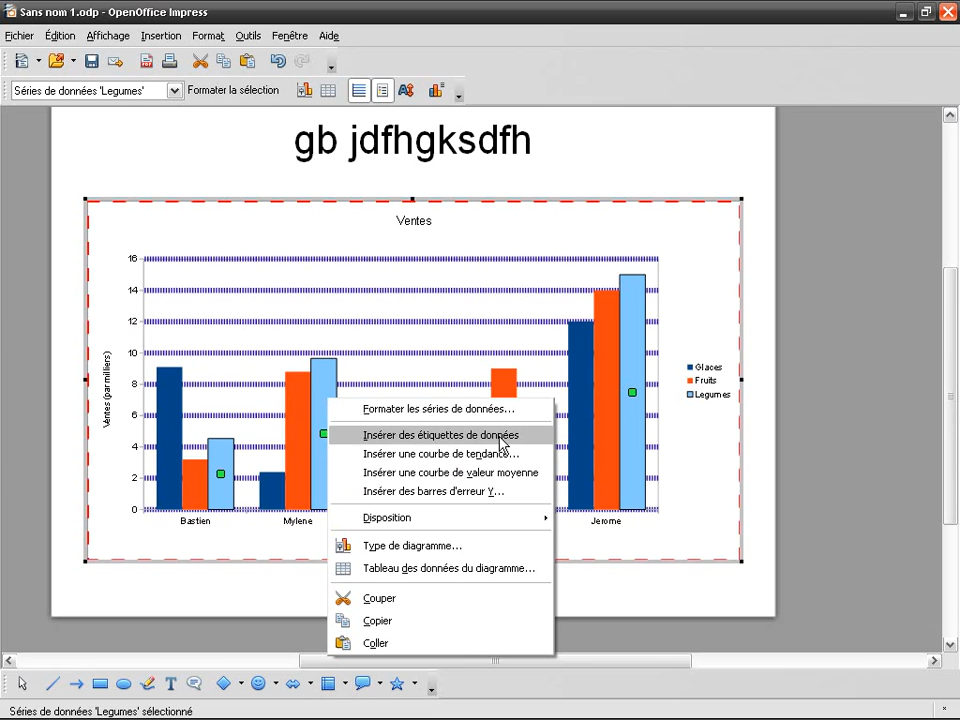 Sans nom 1.odp - OpenOffice Impress
Fichier Édition Affichage Insertion Format Outils Fenêtre Aide
Séries de données 'Legumes' Formater la sélection
gb jdfhgksdfh
Ventes
16
14
12
10
8
6
4
2
0
Ventes (par milliers)
Glaces
Fruits
Legumes
Bastien Mylene Jerome
Formater les séries de données...
Insérer des étiquettes de données
Insérer une courbe de tendance...
Insérer une courbe de valeur moyenne
Insérer des barres d'erreur Y...
Disposition
Type de diagramme...
Tableau des données du diagramme...
Couper
Copier
Coller
Séries de données 'Legumes' sélectionné